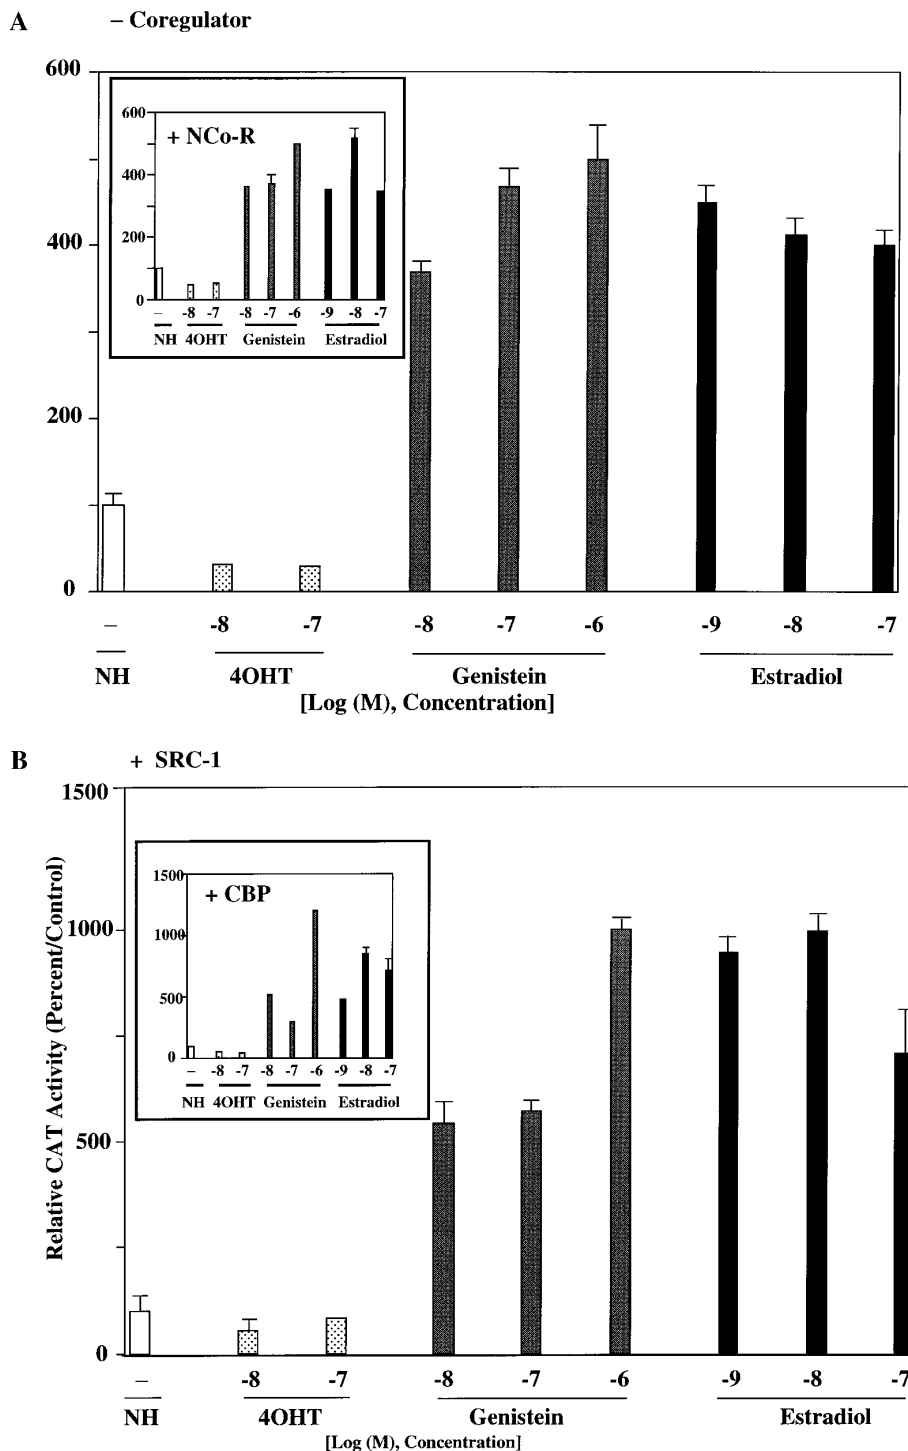 A
– Coregulator
600
400
200
0
+ NCo-R
600
400
200
0
– -8 -7 -8 -7 -6 -9 -8 -7
NH 4OHT Genistein Estradiol
– -8 -7 -8 -7 -6 -9 -8 -7
NH 4OHT Genistein Estradiol
[Log (M), Concentration]
B
+ SRC-1
Relative CAT Activity (Percent/Control)
1500
1000
500
0
+ CBP
1500
1000
500
0
– -8 -7 -8 -7 -6 -9 -8 -7
NH 4OHT Genistein Estradiol
– -8 -7 -8 -7 -6 -9 -8 -7
NH 4OHT Genistein Estradiol
[Log (M), Concentration]